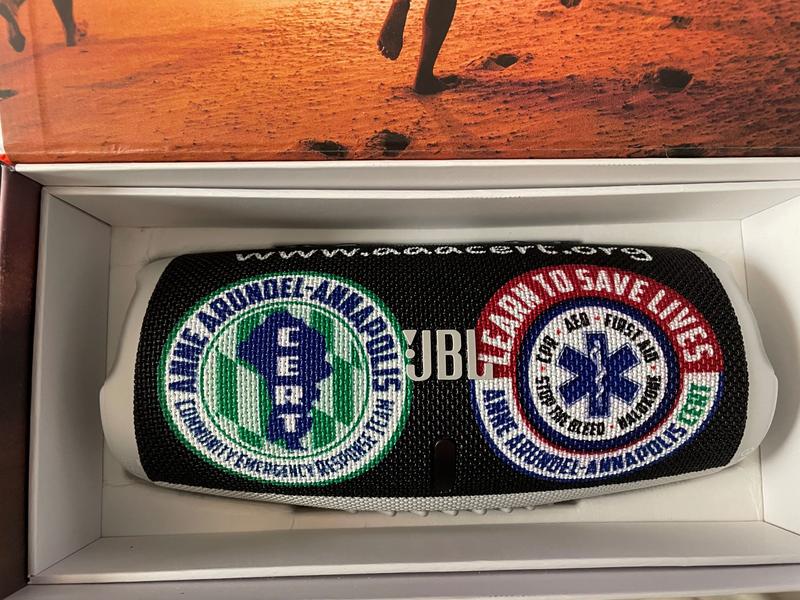 www.aaacert.org
ANNE ARUNDEL-ANNAPOLIS
CERT
COMMUNITY EMERGENCY RESPONSE TEAM
JBL
LEARN TO SAVE LIVES
CPR · AED · FIRST AID
STOP THE BLEED · NALOXONE
ANNE ARUNDEL-ANNAPOLIS CERT